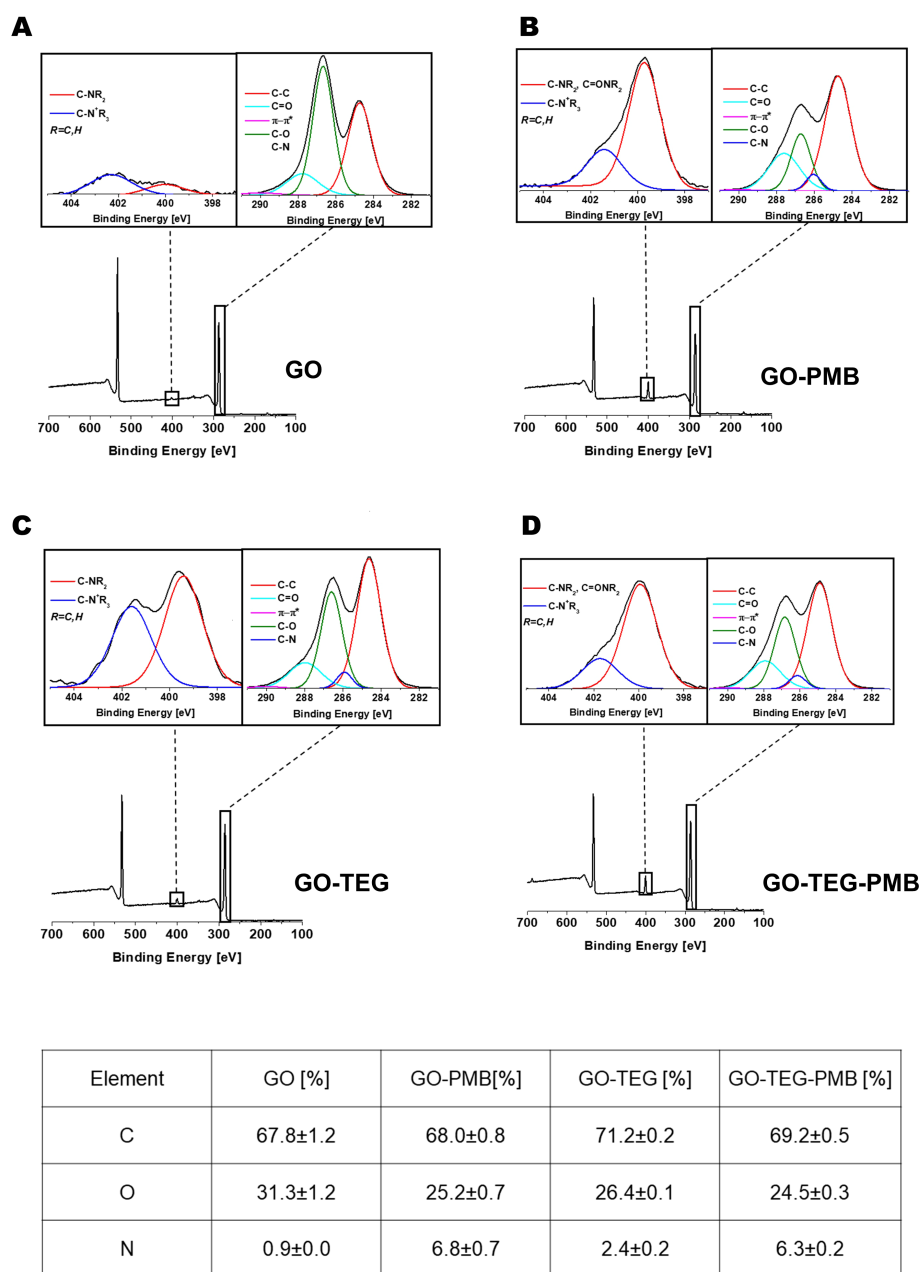 A
C-NR2
C-N+R3
R=C,H
404 402 400 398
Binding Energy [eV]
C-C
C=O
π-π*
C-O
C-N
290 288 286 284 282
Binding Energy [eV]
GO
700 600 500 400 300 200 100
Binding Energy [eV]
B
C-NR2, C=ONR2
C-N+R3
R=C,H
404 402 400 398
Binding Energy [eV]
C-C
C=O
π-π*
C-O
C-N
290 288 286 284 282
Binding Energy [eV]
GO-PMB
700 600 500 400 300 200 100
Binding Energy [eV]
C
C-NR2
C-N+R3
R=C,H
404 402 400 398
Binding Energy [eV]
C-C
C=O
π-π*
C-O
C-N
290 288 286 284 282
Binding Energy [eV]
GO-TEG
700 600 500 400 300 200 100
Binding Energy [eV]
D
C-NR2, C=ONR2
C-N+R3
R=C,H
404 402 400 398
Binding Energy [eV]
C-C
C=O
π-π*
C-O
C-N
290 288 286 284 282
Binding Energy [eV]
GO-TEG-PMB
700 600 500 400 300 200 100
Binding Energy [eV]
Element GO [%] GO-PMB[%] GO-TEG [%] GO-TEG-PMB [%]
C 67.8±1.2 68.0±0.8 71.2±0.2 69.2±0.5
O 31.3±1.2 25.2±0.7 26.4±0.1 24.5±0.3
N 0.9±0.0 6.8±0.7 2.4±0.2 6.3±0.2